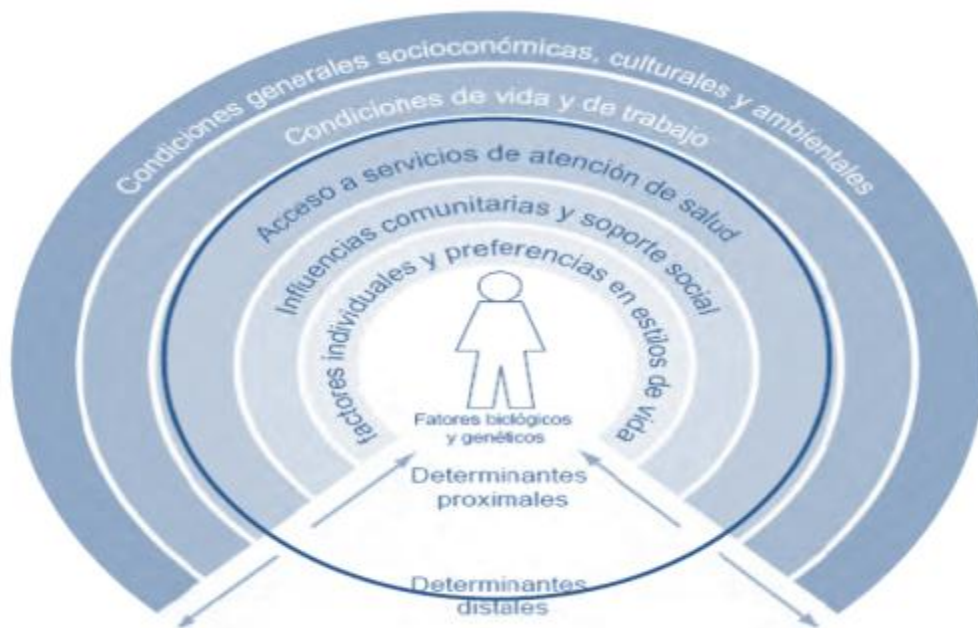 Condiciones generales socioconómicas, culturales y ambientales
Condiciones de vida y de trabajo
Acceso a servicios de atención de salud
Influencias comunitarias y soporte social
factores individuales y preferencias en estilos de vida
Fatores biológicos
y genéticos
Determinantes
proximales
Determinantes
distales